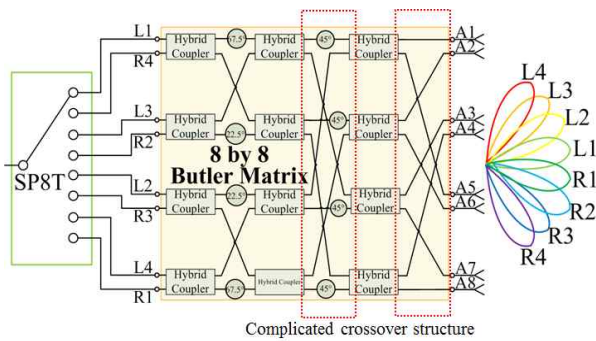 L1
Hybrid Coupler
67.5°
Hybrid Coupler
45°
Hybrid Coupler
A1
R4
A2
L4
L3
L2
L3
Hybrid Coupler
Hybrid Coupler
45°
Hybrid Coupler
A3
R2
22.5°
A4
L1
8 by 8
Butler Matrix
R1
SP8T
L2
Hybrid Coupler
22.5°
Hybrid Coupler
45°
Hybrid Coupler
A5
R3
A6
R2
R3
R4
L4
Hybrid Coupler
67.5°
Hybrid Coupler
45°
Hybrid Coupler
A7
R1
A8
Complicated crossover structure